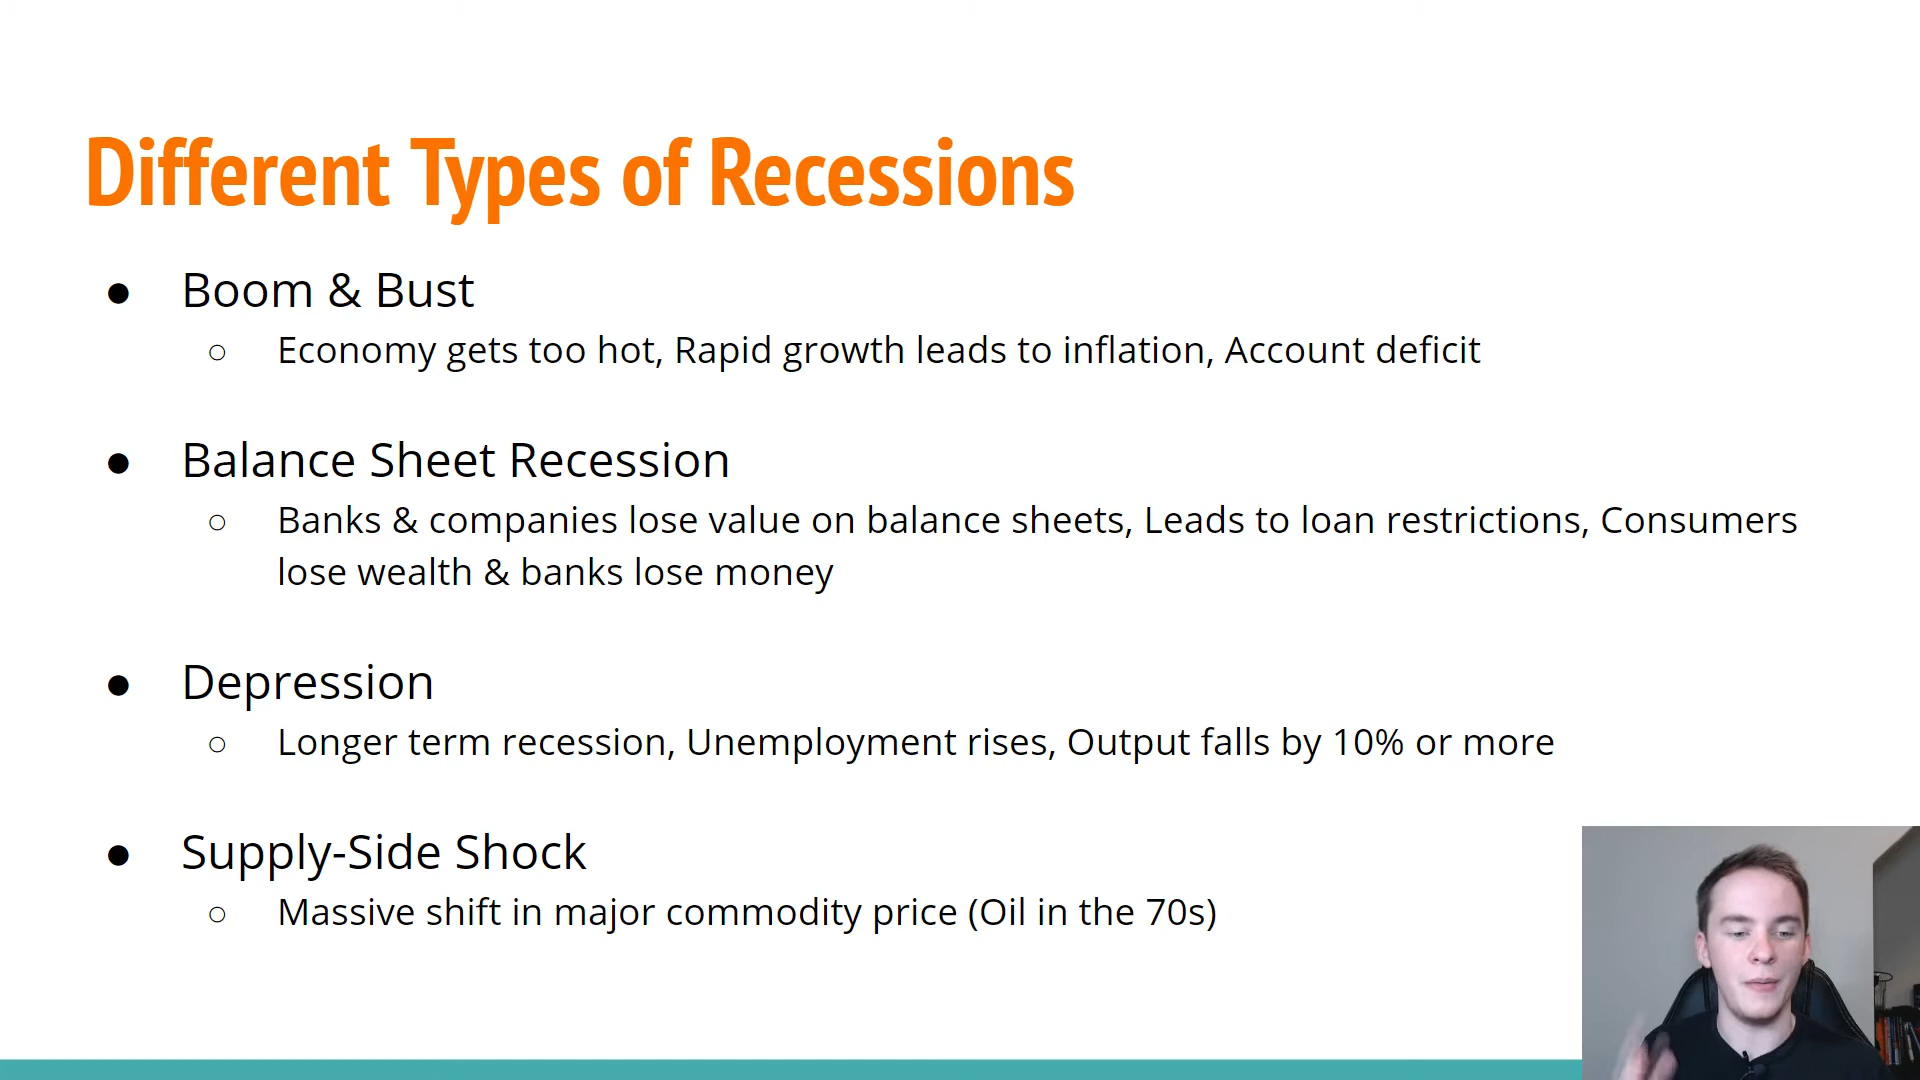 Different Types of Recessions
● Boom & Bust
○ Economy gets too hot, Rapid growth leads to inflation, Account deficit
● Balance Sheet Recession
○ Banks & companies lose value on balance sheets, Leads to loan restrictions, Consumers
lose wealth & banks lose money
● Depression
○ Longer term recession, Unemployment rises, Output falls by 10% or more
● Supply-Side Shock
○ Massive shift in major commodity price (Oil in the 70s)